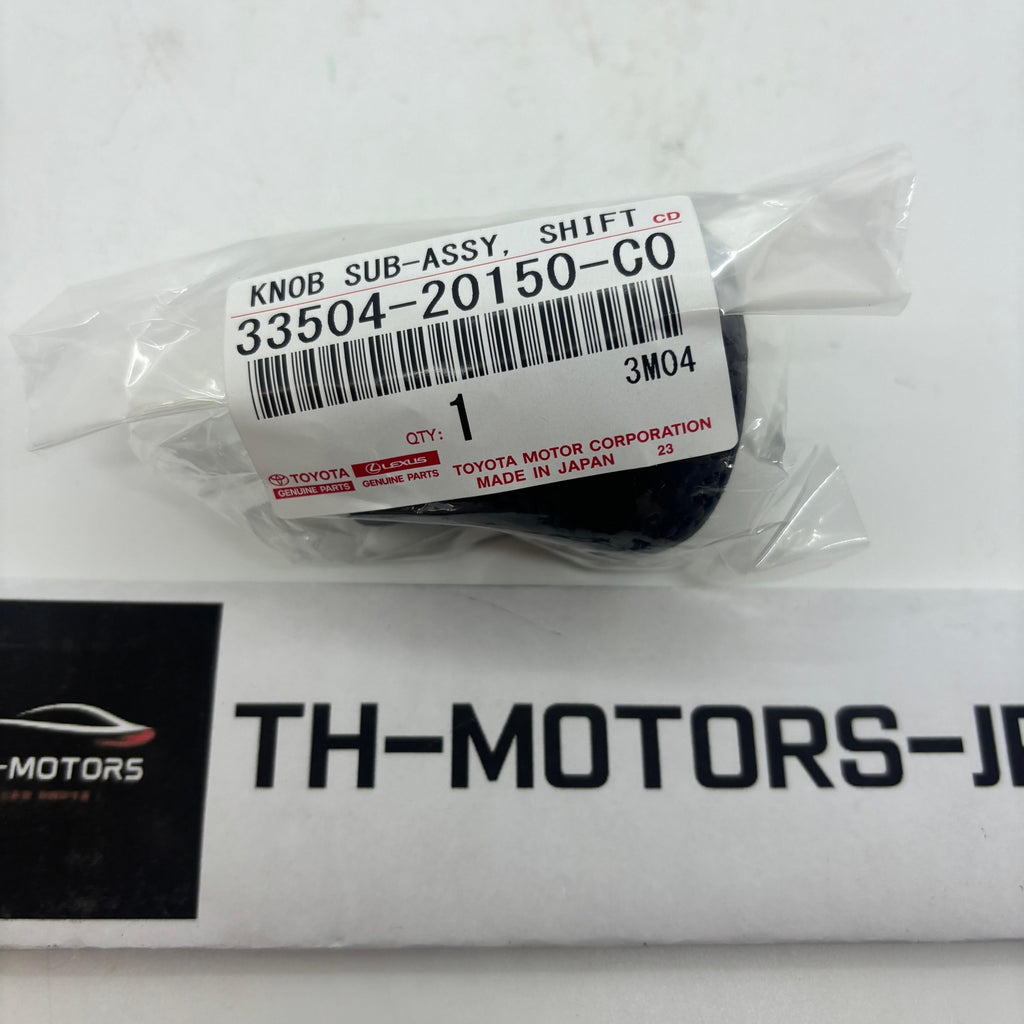 KNOB SUB-ASSY, SHIFT CD
33504-20150-C0
3M04
QTY: 1
TOYOTA LEXUS TOYOTA MOTOR CORPORATION
GENUINE PARTS GENUINE PARTS MADE IN JAPAN 23
TH-MOTORS-JP
-MOTORS